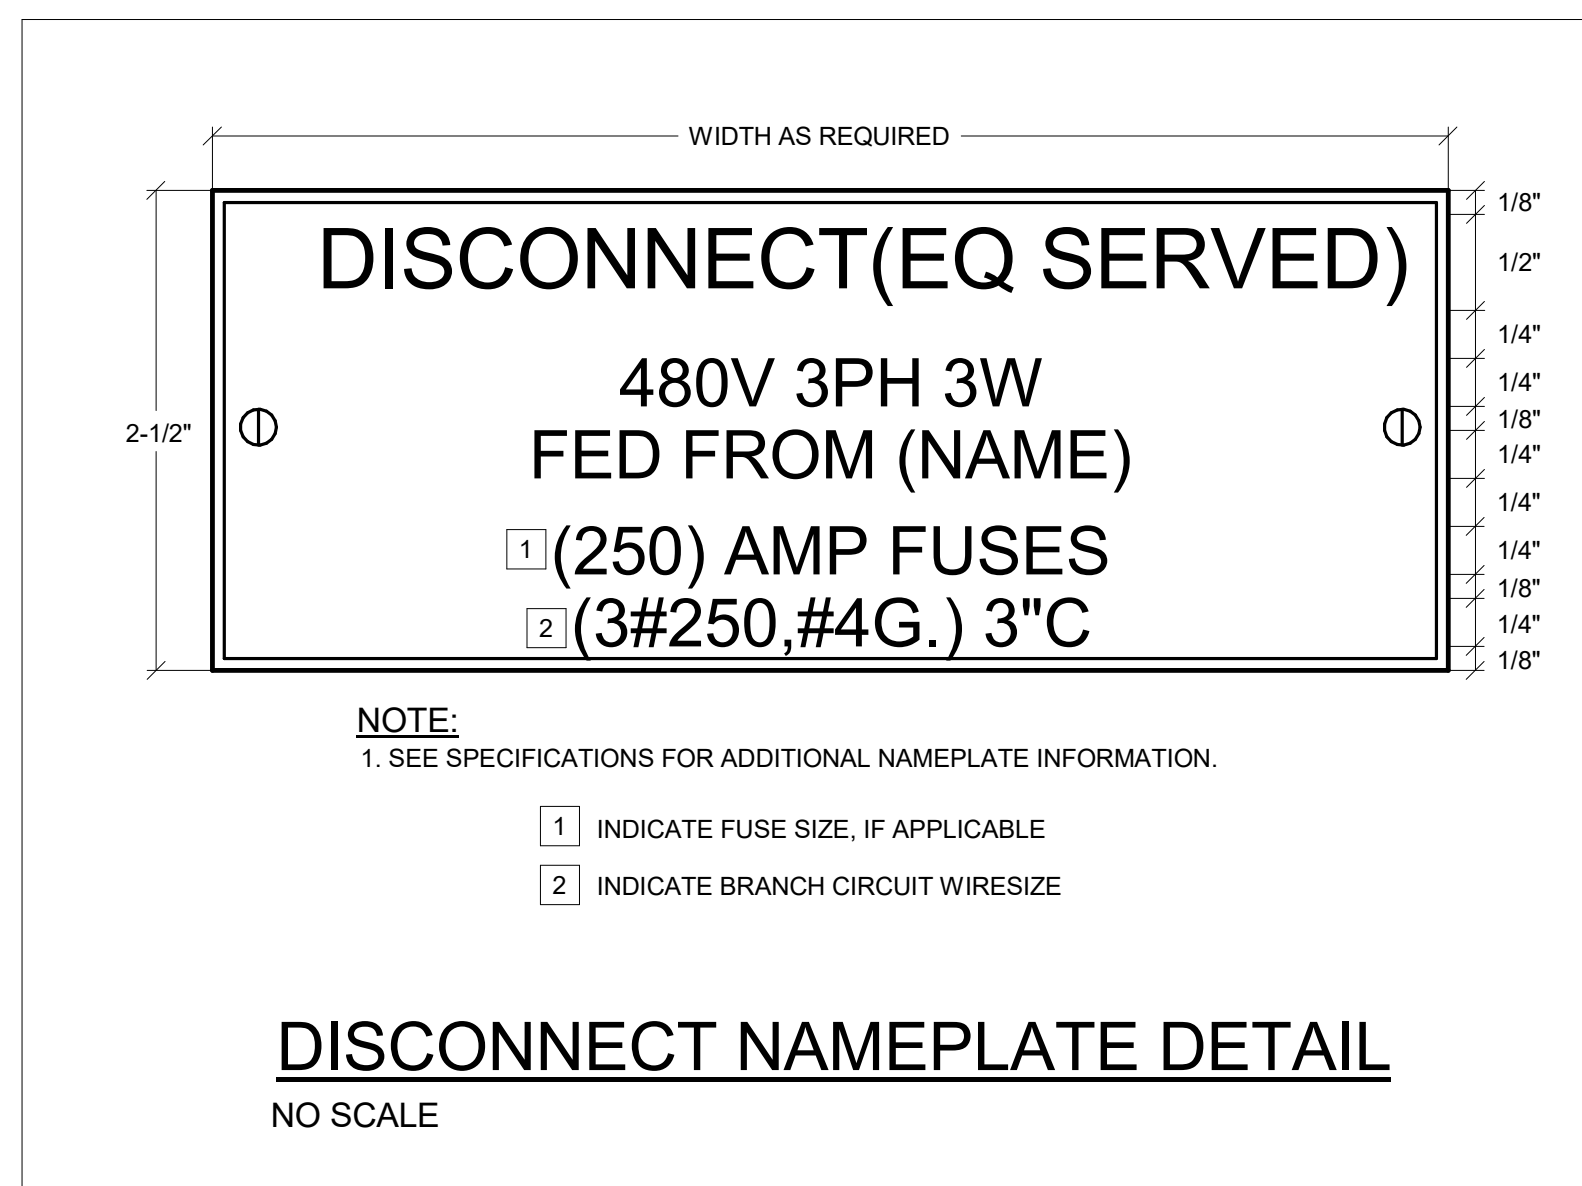 WIDTH AS REQUIRED
1/8"
DISCONNECT(EQ SERVED)
1/2"
1/4"
480V 3PH 3W
1/4"
1/8"
2-1/2"
FED FROM (NAME)
1/4"
1/4"
1 (250) AMP FUSES
1/4"
1/8"
2 (3#250,#4G.) 3"C
1/4"
1/8"
NOTE:
1. SEE SPECIFICATIONS FOR ADDITIONAL NAMEPLATE INFORMATION.
1 INDICATE FUSE SIZE, IF APPLICABLE
2 INDICATE BRANCH CIRCUIT WIRESIZE
DISCONNECT NAMEPLATE DETAIL
NO SCALE